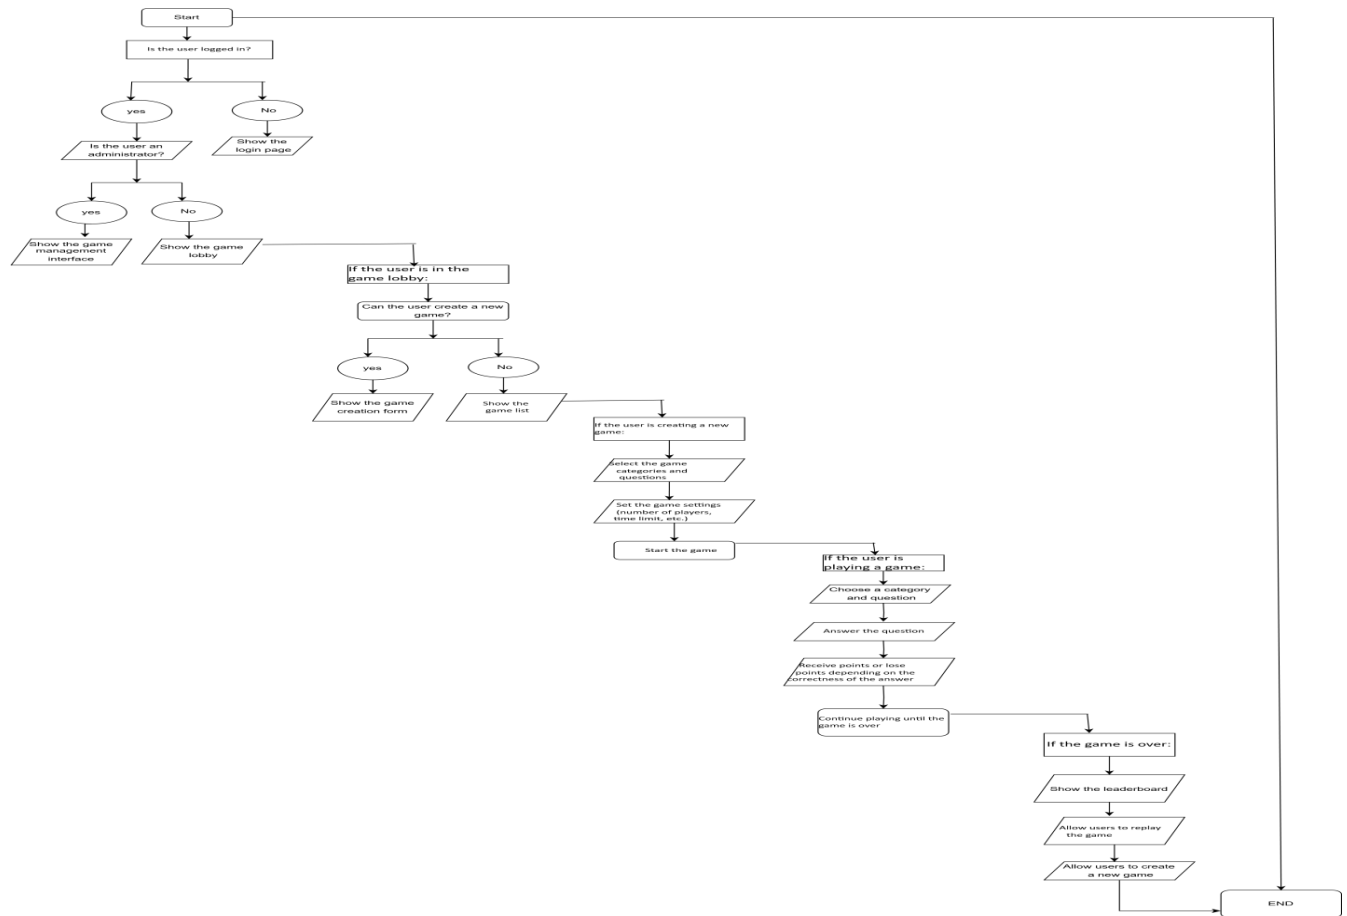 Start
Is the user logged in?
yes
No
Is the user an
administrator?
Show the
login page
yes
No
Show the game
management
interface
Show the game
lobby
If the user is in the
game lobby:
Can the user create a new
game?
yes
No
Show the game
creation form
Show the
game list
If the user is creating a new
game:
Select the game
categories and
questions
Set the game settings
(number of players,
time limit, etc.)
Start the game
If the user is
playing a game:
Choose a category
and question
Answer the question
Receive points or lose
points depending on the
correctness of the answer
Continue playing until the
game is over
If the game is over:
Show the leaderboard
Allow users to replay
the game
Allow users to create
a new game
END